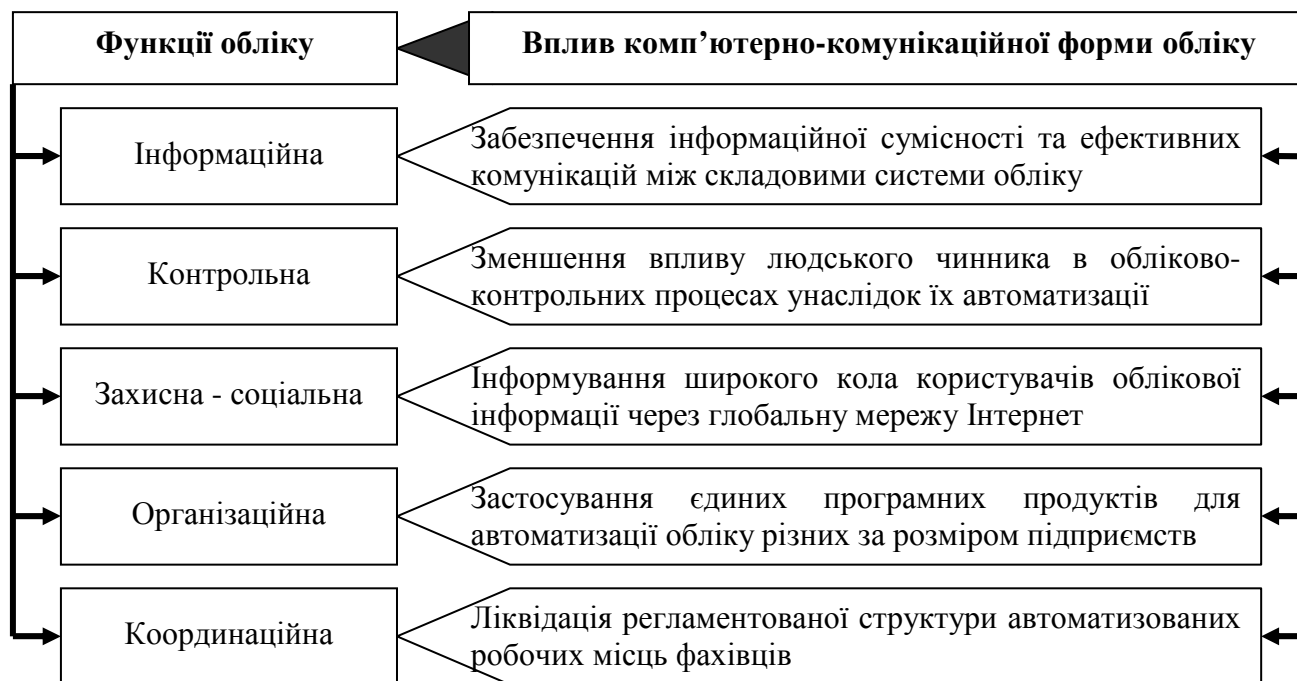 Функції обліку
Вплив комп’ютерно-комунікаційної форми обліку
Інформаційна
Забезпечення інформаційної сумісності та ефективних
комунікацій між складовими системи обліку
Контрольна
Зменшення впливу людського чинника в обліково-
контрольних процесах унаслідок їх автоматизації
Захисна - соціальна
Інформування широкого кола користувачів облікової
інформації через глобальну мережу Інтернет
Організаційна
Застосування єдиних програмних продуктів для
автоматизації обліку різних за розміром підприємств
Координаційна
Ліквідація регламентованої структури автоматизованих
робочих місць фахівців